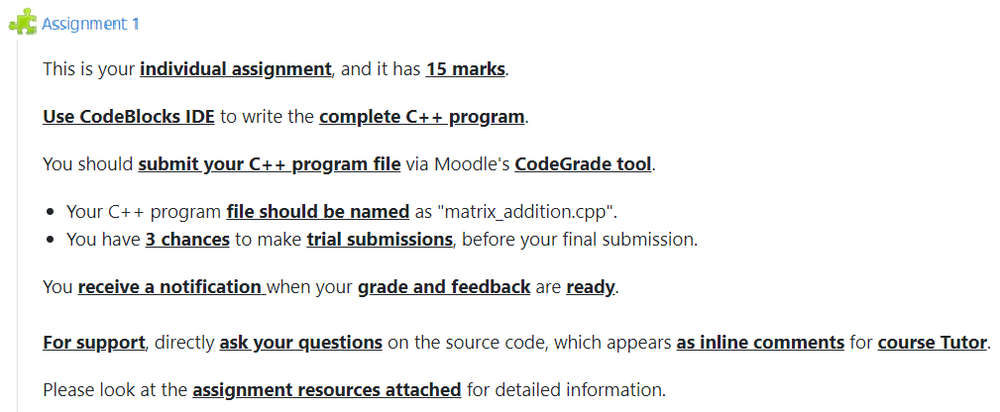 Assignment 1
This is your individual assignment, and it has 15 marks.
Use CodeBlocks IDE to write the complete C++ program.
You should submit your C++ program file via Moodle's CodeGrade tool.
• Your C++ program file should be named as "matrix_addition.cpp".
• You have 3 chances to make trial submissions, before your final submission.
You receive a notification when your grade and feedback are ready.
For support, directly ask your questions on the source code, which appears as inline comments for course Tutor.
Please look at the assignment resources attached for detailed information.